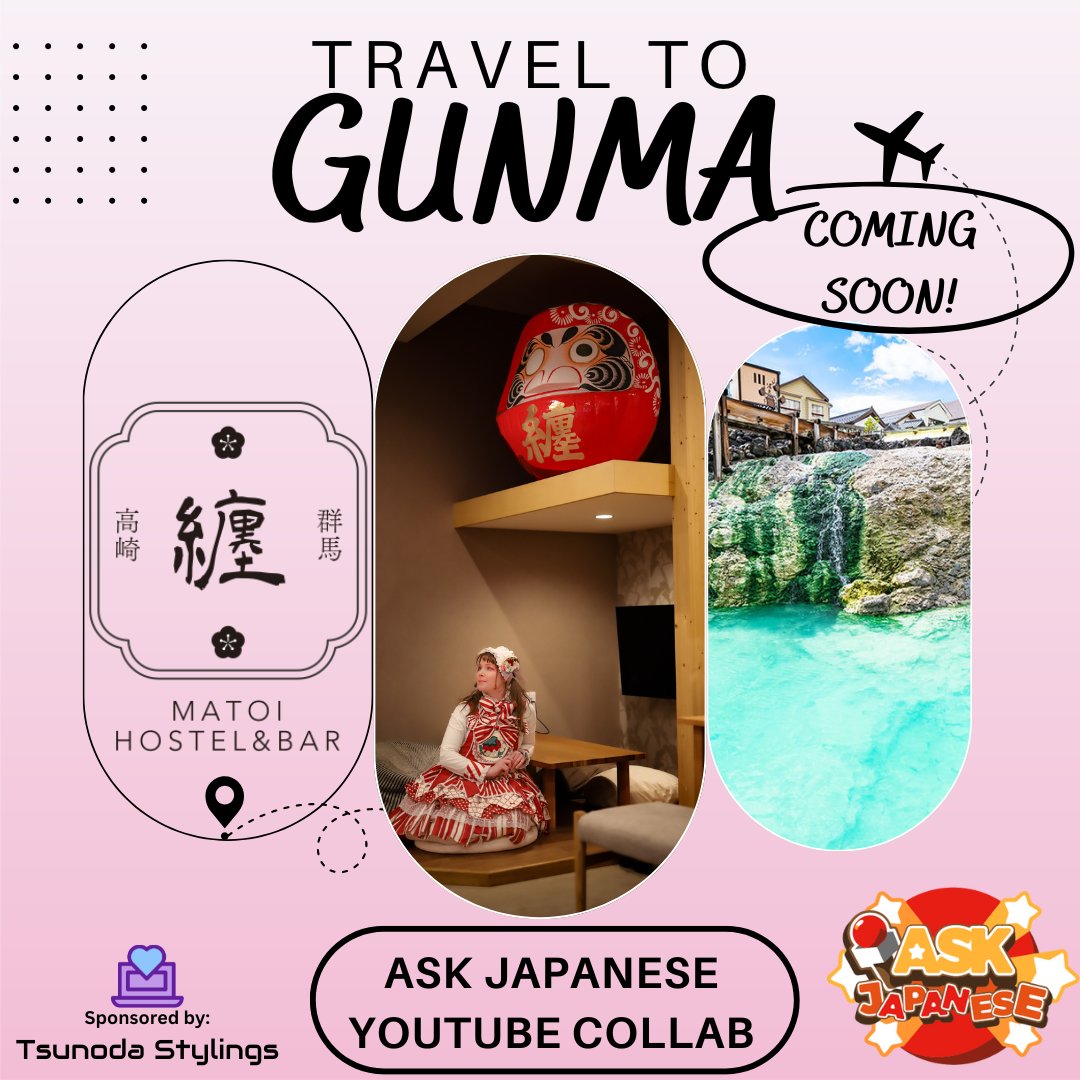 TRAVEL TO
GUNMA
COMING
SOON!
纏
高崎
纏
群馬
MATOI
HOSTEL&BAR
Sponsored by:
Tsunoda Stylings
ASK JAPANESE
YOUTUBE COLLAB
ASK
JAPANESE